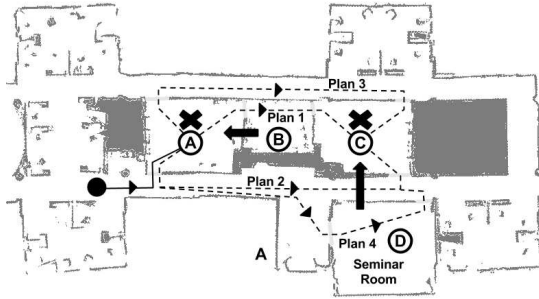 Plan 3
Plan 1
A
B
C
Plan 2
Plan 4
D
A
Seminar
Room